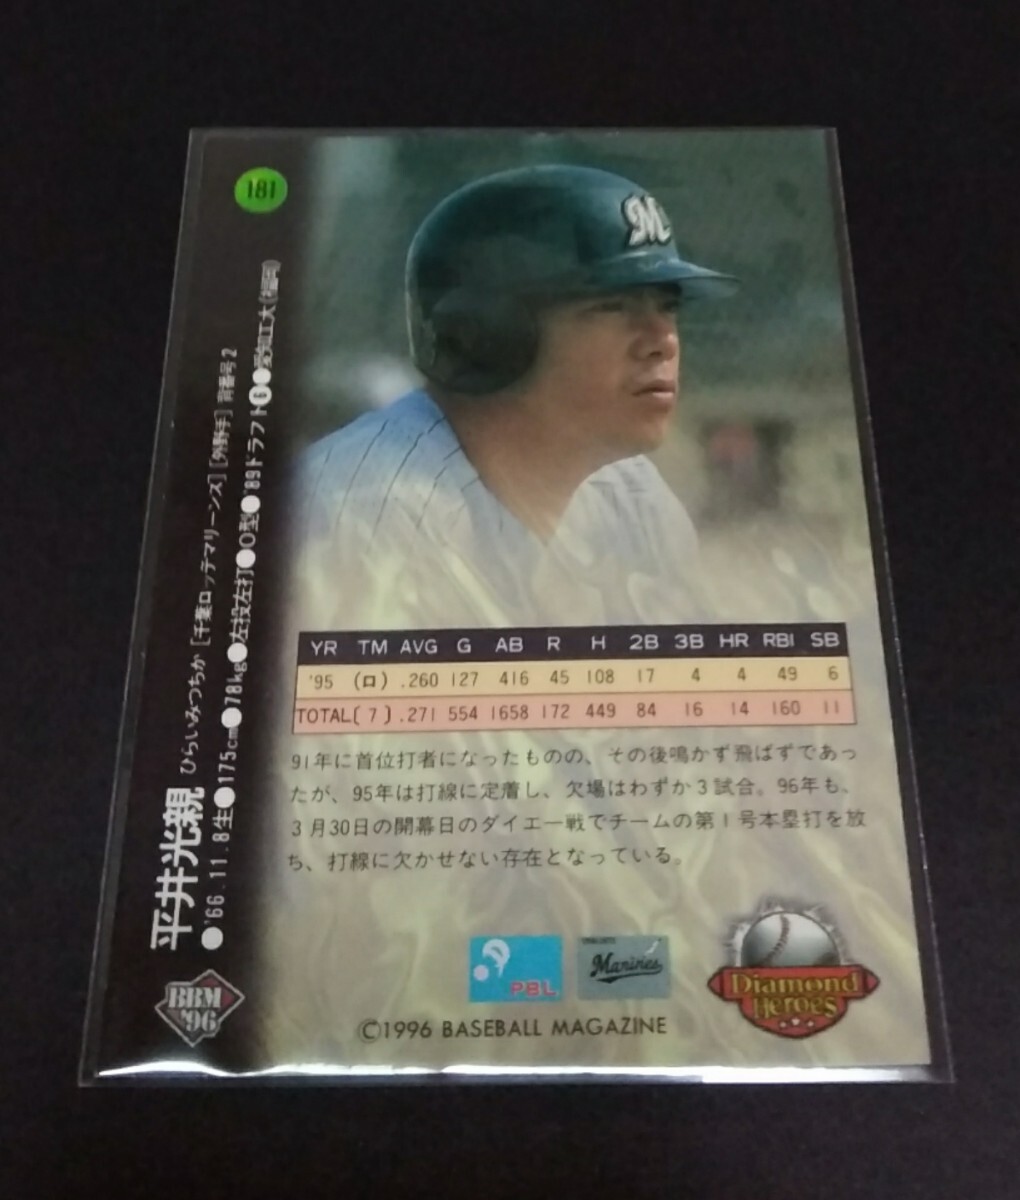 181
平井光親 ひらいみつちか [千葉ロッテマリーンズ] [外野手] 背番号2
●'66.11.8生●175cm●78kg●左投左打●O型●'89ドラフト❻●愛知工大(福岡)
M
YR TM AVG G AB R H 2B 3B HR RBI SB
'95 (ロ) .260 127 416 45 108 17 4 4 49 6
TOTAL(7) .271 554 1658 172 449 84 16 14 160 11
91年に首位打者になったものの、その後鳴かず飛ばずであっ
たが、95年は打線に定着し、欠場はわずか3試合。96年も、
3月30日の開幕日のダイエー戦でチームの第1号本塁打を放
ち、打線に欠かせない存在となっている。
BBM
'96
PBL
Marines
Diamond
Heroes
©1996 BASEBALL MAGAZINE